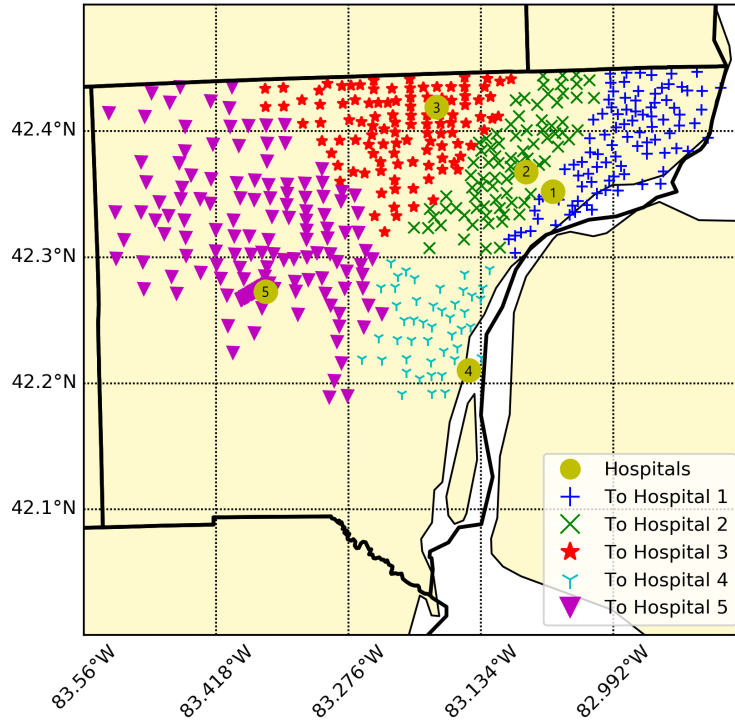 42.4°N
42.3°N
42.2°N
42.1°N
3
2
1
5
4
Hospitals
To Hospital 1
To Hospital 2
To Hospital 3
To Hospital 4
To Hospital 5
83.56°W
83.418°W
83.276°W
83.134°W
82.992°W